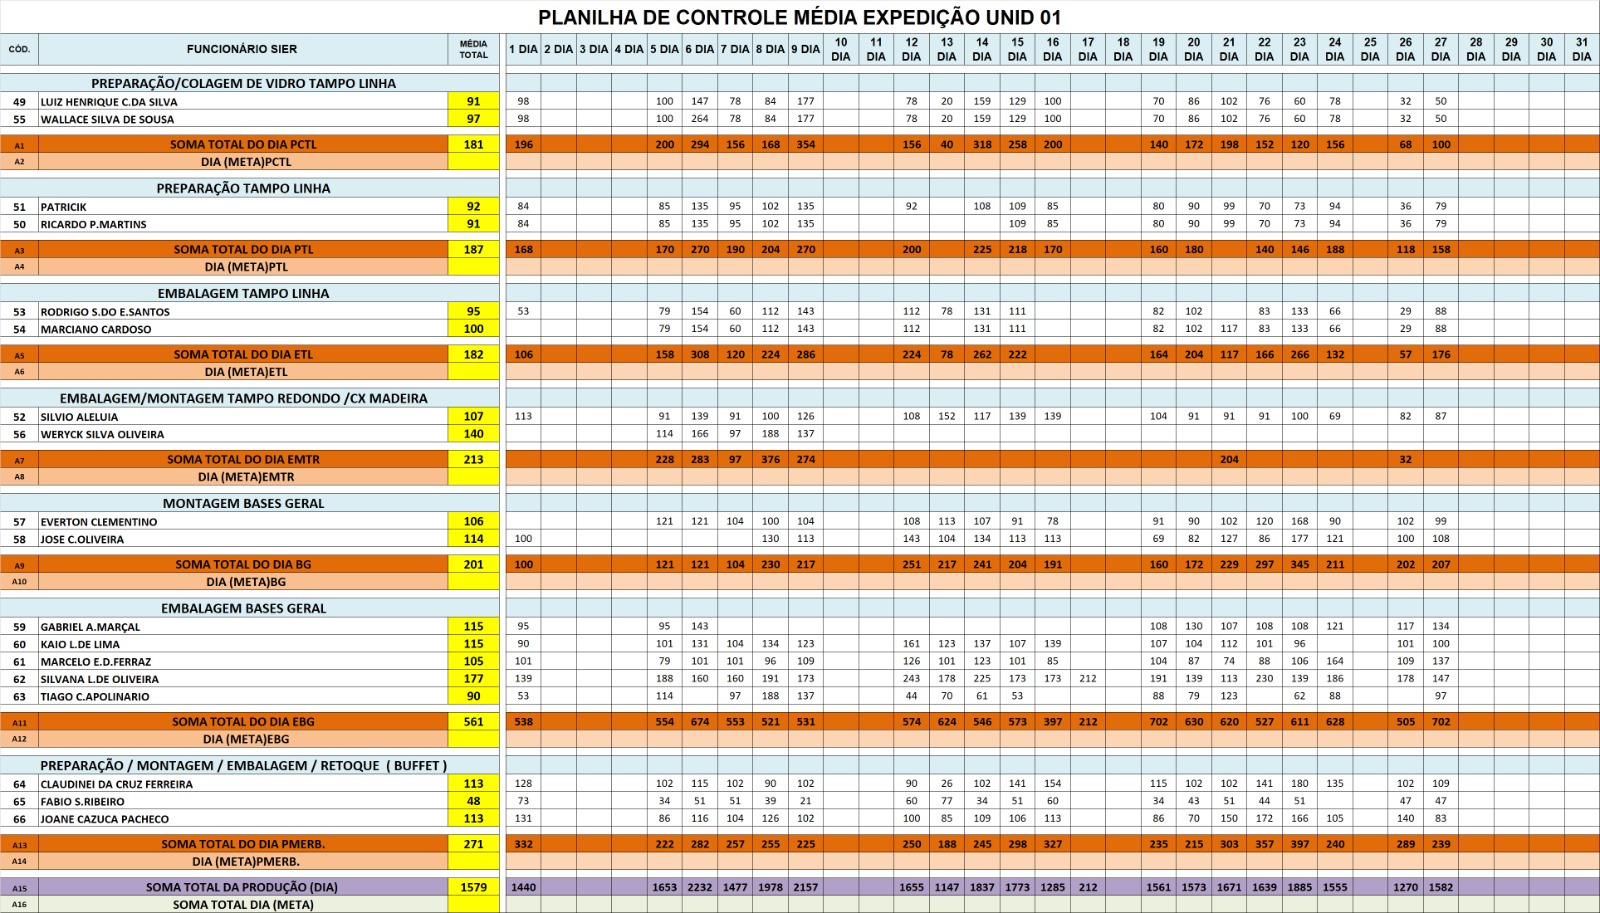 PLANILHA DE CONTROLE MÉDIA EXPEDIÇÃO UNID 01
CÓD. FUNCIONÁRIO SIER MÉDIA TOTAL 1 DIA 2 DIA 3 DIA 4 DIA 5 DIA 6 DIA 7 DIA 8 DIA 9 DIA 10 DIA 11 DIA 12 DIA 13 DIA 14 DIA 15 DIA 16 DIA 17 DIA 18 DIA 19 DIA 20 DIA 21 DIA 22 DIA 23 DIA 24 DIA 25 DIA 26 DIA 27 DIA 28 DIA 29 DIA 30 DIA 31 DIA
PREPARAÇÃO/COLAGEM DE VIDRO TAMPO LINHA
49 LUIZ HENRIQUE C.DA SILVA 91 98 100 147 78 84 177 78 20 159 129 100 70 86 102 76 60 78 32 50
55 WALLACE SILVA DE SOUSA 97 98 100 264 78 84 177 78 20 159 129 100 70 86 102 76 60 78 32 50
A1 SOMA TOTAL DO DIA PCTL 181 196 200 294 156 168 354 156 40 318 258 200 140 172 198 152 120 156 68 100
A2 DIA (META)PCTL
PREPARAÇÃO TAMPO LINHA
51 PATRICIK 92 84 85 135 95 102 135 92 108 109 85 80 90 99 70 73 94 36 79
50 RICARDO P.MARTINS 91 84 85 135 95 102 135 109 85 80 90 99 70 73 94 36 79
A3 SOMA TOTAL DO DIA PTL 187 168 170 270 190 204 270 200 225 218 170 160 180 140 146 188 118 158
A4 DIA (META)PTL
EMBALAGEM TAMPO LINHA
53 RODRIGO S.DO E.SANTOS 95 53 79 154 60 112 143 112 78 131 111 82 102 83 133 66 29 88
54 MARCIANO CARDOSO 100 79 154 60 112 143 112 131 111 82 102 117 83 133 66 29 88
A5 SOMA TOTAL DO DIA ETL 182 106 158 308 120 224 286 224 78 262 222 164 204 117 166 266 132 57 176
A6 DIA (META)ETL
EMBALAGEM/MONTAGEM TAMPO REDONDO /CX MADEIRA
52 SILVIO ALELUIA 107 113 91 139 91 100 126 108 152 117 139 139 104 91 91 91 100 69 82 87
56 WERYCK SILVA OLIVEIRA 140 114 166 97 188 137
A7 SOMA TOTAL DO DIA EMTR 213 228 283 97 376 274 204 32
A8 DIA (META)EMTR
MONTAGEM BASES GERAL
57 EVERTON CLEMENTINO 106 121 121 104 100 104 108 113 107 91 78 91 90 102 120 168 90 102 99
58 JOSE C.OLIVEIRA 114 100 130 113 143 104 134 113 113 69 82 127 86 177 121 100 108
A9 SOMA TOTAL DO DIA BG 201 100 121 121 104 230 217 251 217 241 204 191 160 172 229 297 345 211 202 207
A10 DIA (META)BG
EMBALAGEM BASES GERAL
59 GABRIEL A.MARÇAL 115 95 95 143 108 130 107 108 108 121 117 134
60 KAIO L.DE LIMA 115 90 101 131 104 134 123 161 123 137 107 139 107 104 112 101 96 101 100
61 MARCELO E.D.FERRAZ 105 101 79 101 101 96 109 126 101 123 101 85 104 87 74 88 106 164 109 137
62 SILVANA L.DE OLIVEIRA 177 139 188 160 160 191 173 243 178 225 173 173 212 191 139 113 230 139 186 178 147
63 TIAGO C.APOLINARIO 90 53 114 97 188 137 44 70 61 53 88 79 123 62 88 97
A11 SOMA TOTAL DO DIA EBG 561 538 554 674 553 521 531 574 624 546 573 397 212 702 630 620 527 611 628 505 702
A12 DIA (META)EBG
PREPARAÇÃO / MONTAGEM / EMBALAGEM / RETOQUE ( BUFFET )
64 CLAUDINEI DA CRUZ FERREIRA 113 128 102 115 102 90 102 90 26 102 141 154 115 102 102 141 180 135 102 109
65 FABIO S.RIBEIRO 48 73 34 51 51 39 21 60 77 34 51 60 34 43 51 44 51 47 47
66 JOANE CAZUCA PACHECO 113 131 86 116 104 126 102 100 85 109 106 113 86 70 150 172 166 105 140 83
A13 SOMA TOTAL DO DIA PMERB. 271 332 222 282 257 255 225 250 188 245 298 327 235 215 303 357 397 240 289 239
A14 DIA (META)PMERB.
A15 SOMA TOTAL DA PRODUÇÃO (DIA) 1579 1440 1653 2232 1477 1978 2157 1655 1147 1837 1773 1285 212 1561 1573 1671 1639 1885 1555 1270 1582
A16 SOMA TOTAL DIA (META)